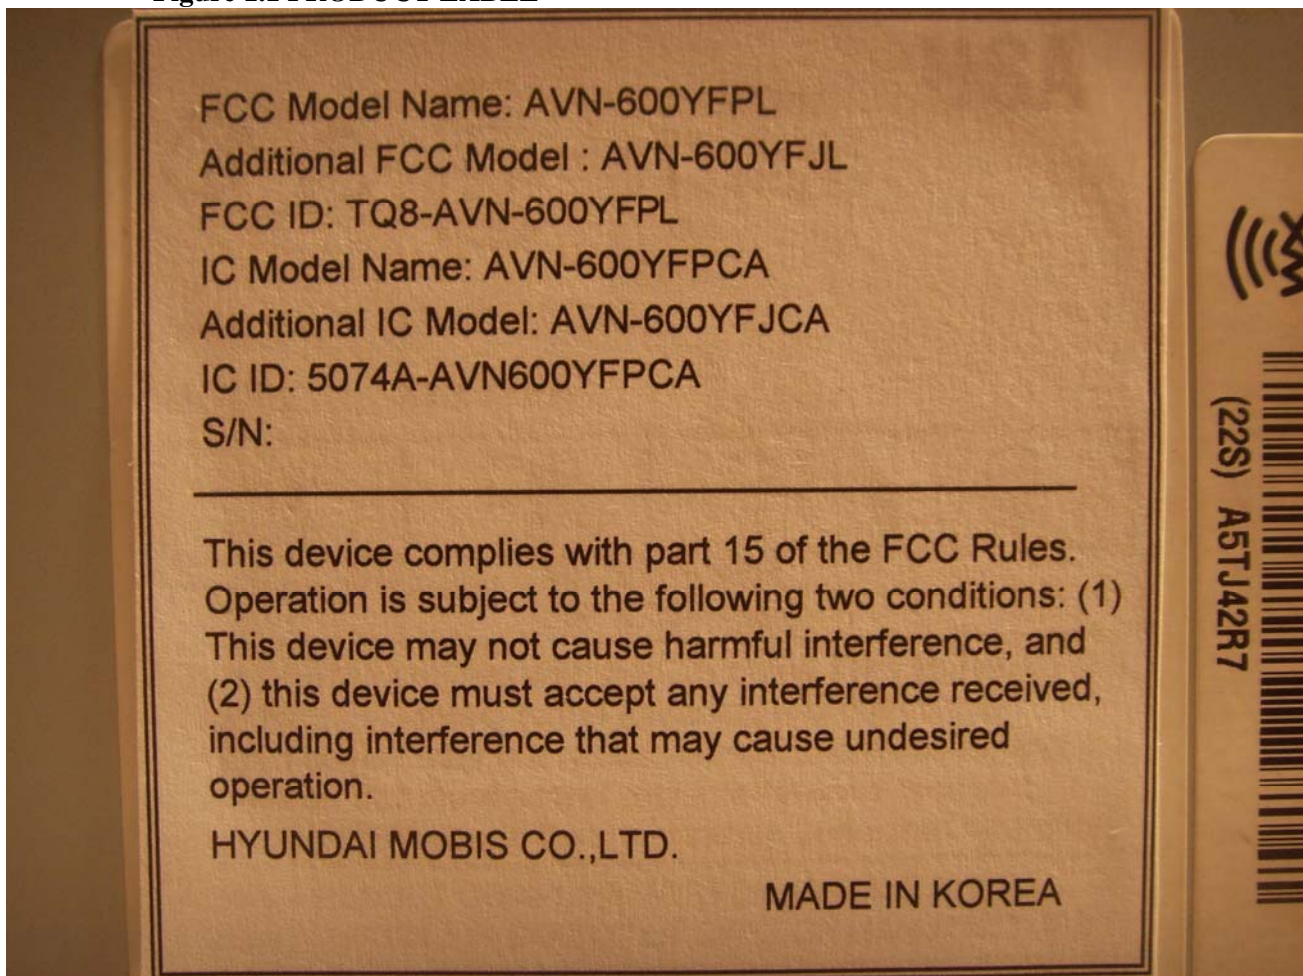 FCC Model Name: AVN-600YFPL
Additional FCC Model : AVN-600YFJL
FCC ID: TQ8-AVN-600YFPL
IC Model Name: AVN-600YFPCA
Additional IC Model: AVN-600YFJCA
IC ID: 5074A-AVN600YFPCA
S/N:
This device complies with part 15 of the FCC Rules.
Operation is subject to the following two conditions: (1)
This device may not cause harmful interference, and
(2) this device must accept any interference received,
including interference that may cause undesired
operation.
HYUNDAI MOBIS CO.,LTD.
MADE IN KOREA
(22S) A5TJ42R7